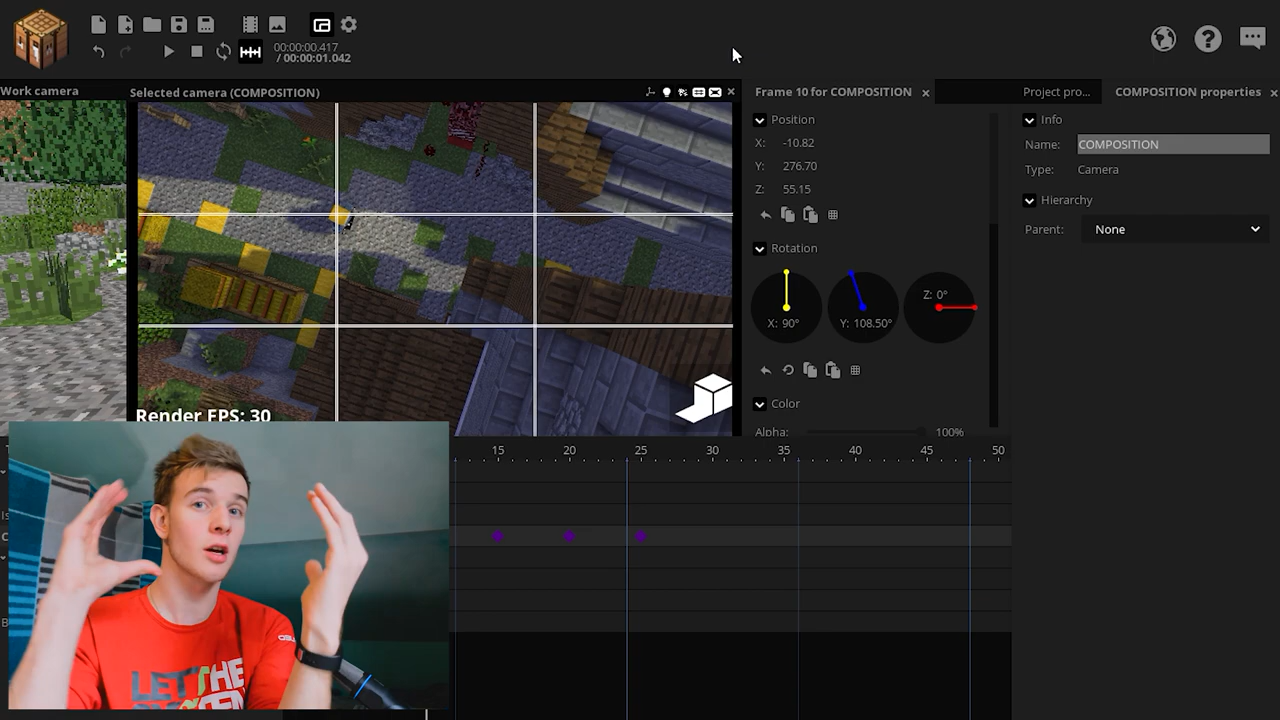 00:00:00.417
/ 00:00:01.042
Work camera
Selected camera (COMPOSITION)
Frame 10 for COMPOSITION
Project pro...
COMPOSITION properties
Position
X: -10.82
Y: 276.70
Z: 55.15
Rotation
X: 90°
Y: 108.50°
Z: 0°
Color
Alpha: 100%
Info
Name: COMPOSITION
Type: Camera
Hierarchy
Parent: None
Render FPS: 30
15 20 25 30 35 40 45 50
LET THE